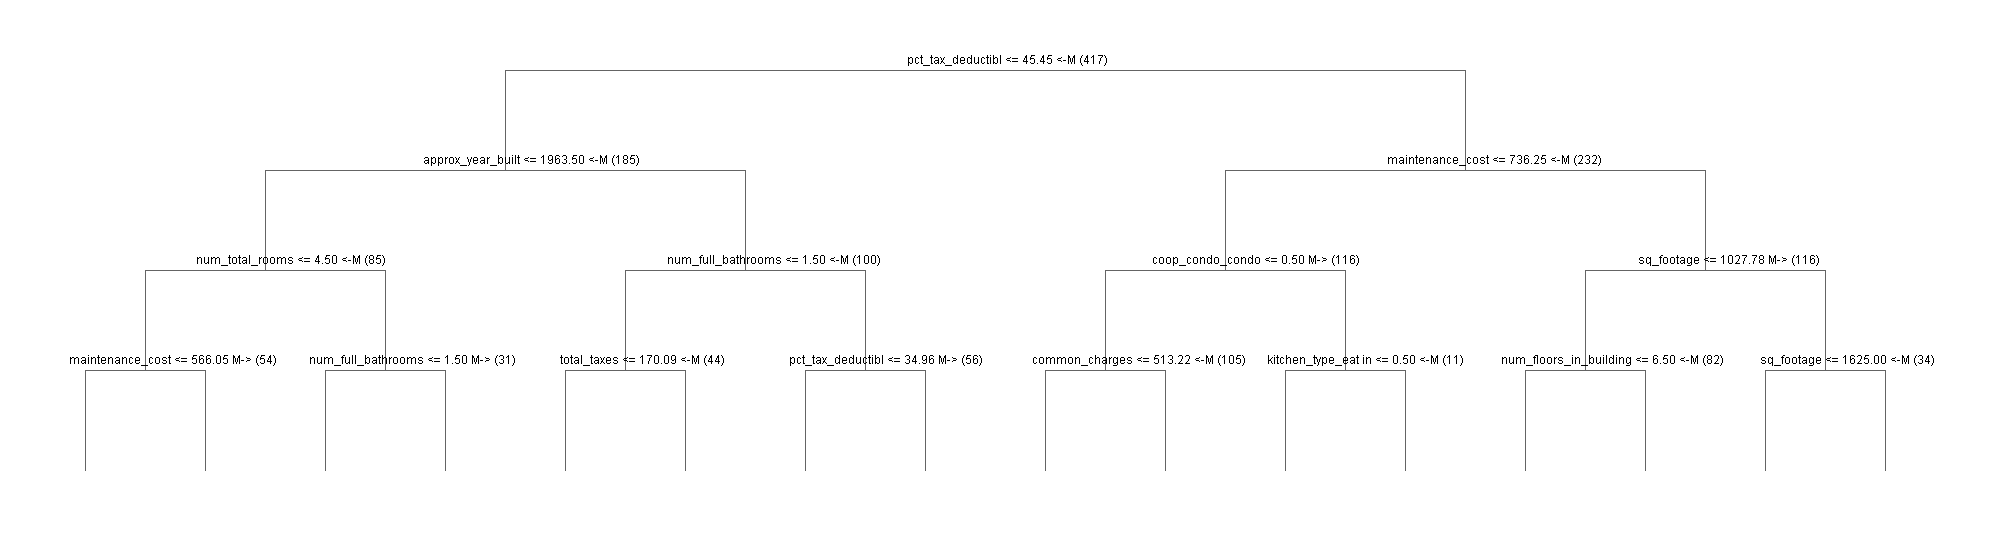 pct_tax_deductibl <= 45.45 <-M (417)
approx_year_built <= 1963.50 <-M (185)
maintenance_cost <= 736.25 <-M (232)
num_total_rooms <= 4.50 <-M (85)
num_full_bathrooms <= 1.50 <-M (100)
coop_condo_condo <= 0.50 M-> (116)
sq_footage <= 1027.78 M-> (116)
maintenance_cost <= 566.05 M-> (54)
num_full_bathrooms <= 1.50 M-> (31)
total_taxes <= 170.09 <-M (44)
pct_tax_deductibl <= 34.96 M-> (56)
common_charges <= 513.22 <-M (105)
kitchen_type_eat in <= 0.50 <-M (11)
num_floors_in_building <= 6.50 <-M (82)
sq_footage <= 1625.00 <-M (34)